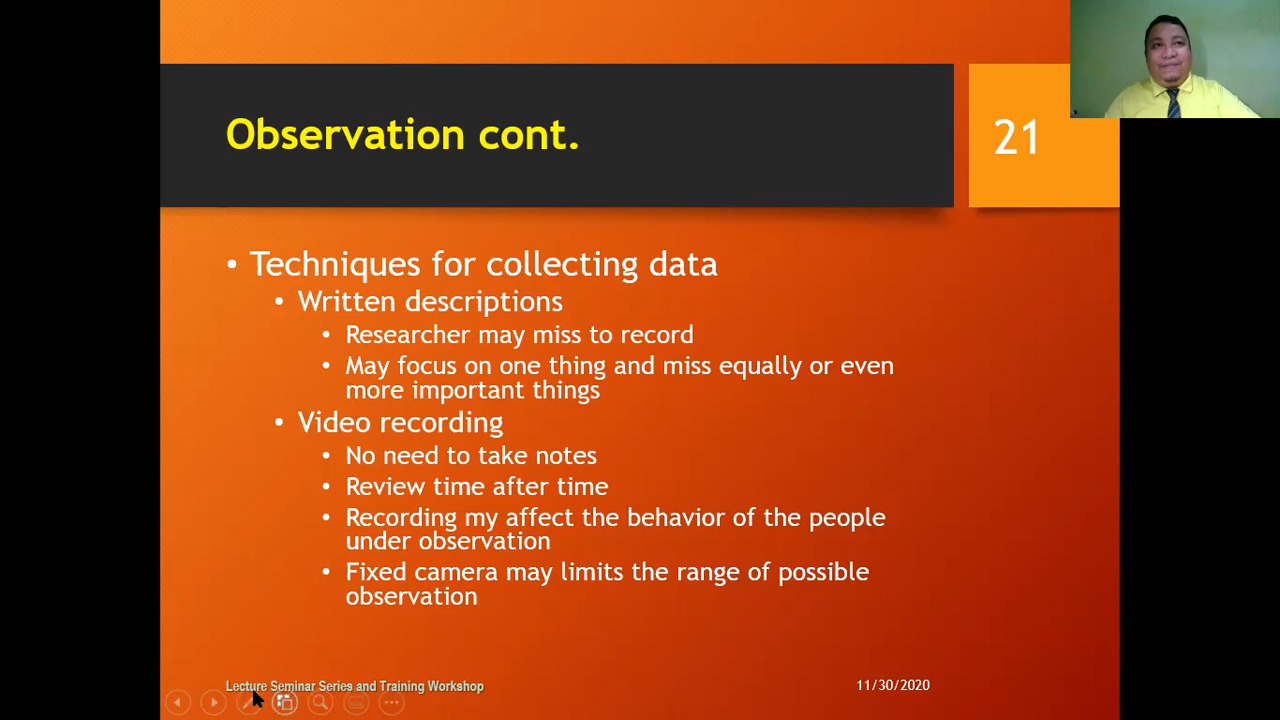 Observation cont.
21
• Techniques for collecting data
• Written descriptions
• Researcher may miss to record
• May focus on one thing and miss equally or even
more important things
• Video recording
• No need to take notes
• Review time after time
• Recording my affect the behavior of the people
under observation
• Fixed camera may limits the range of possible
observation
Lecture Seminar Series and Training Workshop
11/30/2020